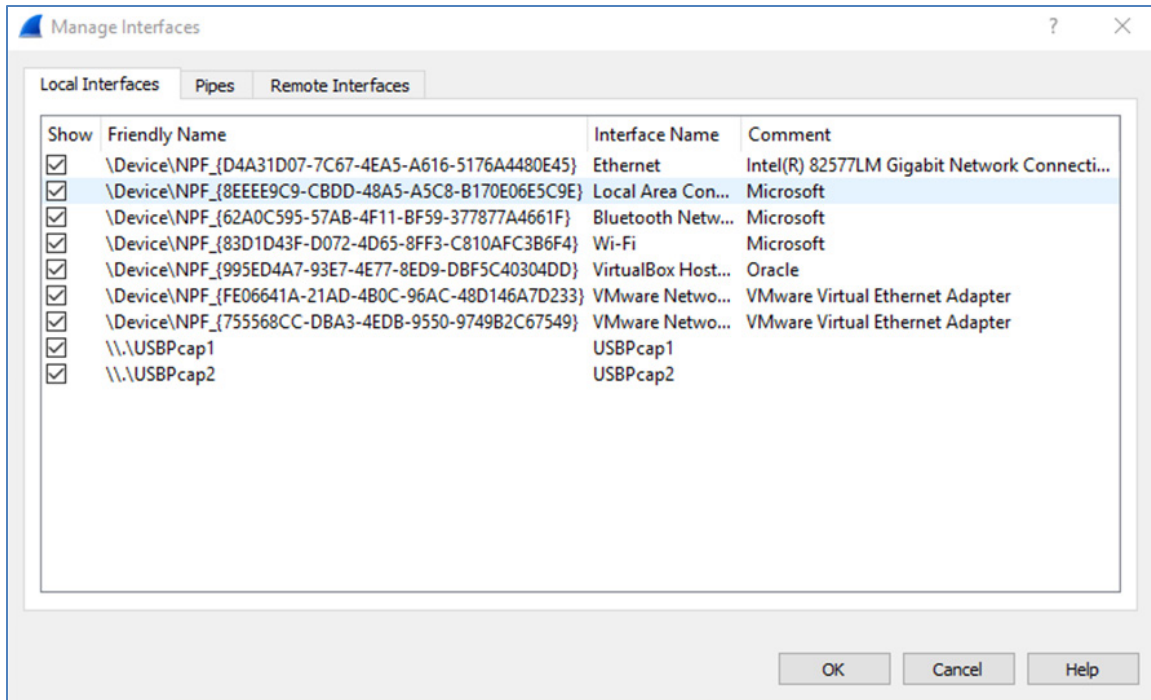 Manage Interfaces ? ×
Local Interfaces Pipes Remote Interfaces
Show Friendly Name Interface Name Comment
\Device\NPF_{D4A31D07-7C67-4EA5-A616-5176A4480E45} Ethernet Intel(R) 82577LM Gigabit Network Connecti...
\Device\NPF_{8EEEE9C9-CBDD-48A5-A5C8-B170E06E5C9E} Local Area Con... Microsoft
\Device\NPF_{62A0C595-57AB-4F11-BF59-377877A4661F} Bluetooth Netw... Microsoft
\Device\NPF_{83D1D43F-D072-4D65-8FF3-C810AFC3B6F4} Wi-Fi Microsoft
\Device\NPF_{995ED4A7-93E7-4E77-8ED9-DBF5C40304DD} VirtualBox Host... Oracle
\Device\NPF_{FE06641A-21AD-4B0C-96AC-48D146A7D233} VMware Netwo... VMware Virtual Ethernet Adapter
\Device\NPF_{755568CC-DBA3-4EDB-9550-9749B2C67549} VMware Netwo... VMware Virtual Ethernet Adapter
\\.\USBPcap1 USBPcap1
\\.\USBPcap2 USBPcap2
OK Cancel Help